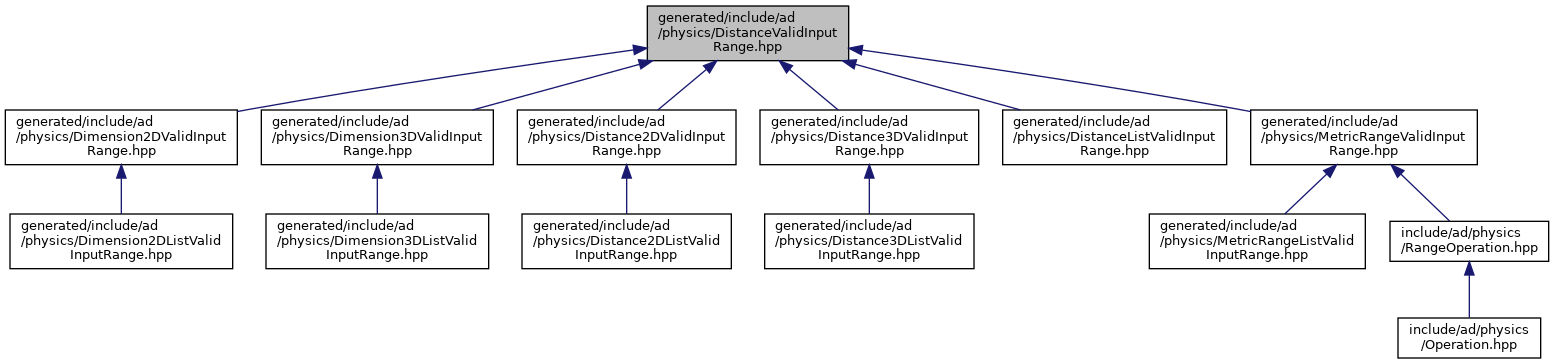 generated/include/ad
/physics/DistanceValidInput
Range.hpp
generated/include/ad
/physics/Dimension2DValidInput
Range.hpp
generated/include/ad
/physics/Dimension3DValidInput
Range.hpp
generated/include/ad
/physics/Distance2DValidInput
Range.hpp
generated/include/ad
/physics/Distance3DValidInput
Range.hpp
generated/include/ad
/physics/DistanceListValidInput
Range.hpp
generated/include/ad
/physics/MetricRangeValidInput
Range.hpp
generated/include/ad
/physics/Dimension2DListValid
InputRange.hpp
generated/include/ad
/physics/Dimension3DListValid
InputRange.hpp
generated/include/ad
/physics/Distance2DListValid
InputRange.hpp
generated/include/ad
/physics/Distance3DListValid
InputRange.hpp
generated/include/ad
/physics/MetricRangeListValid
InputRange.hpp
include/ad/physics
/RangeOperation.hpp
include/ad/physics
/Operation.hpp